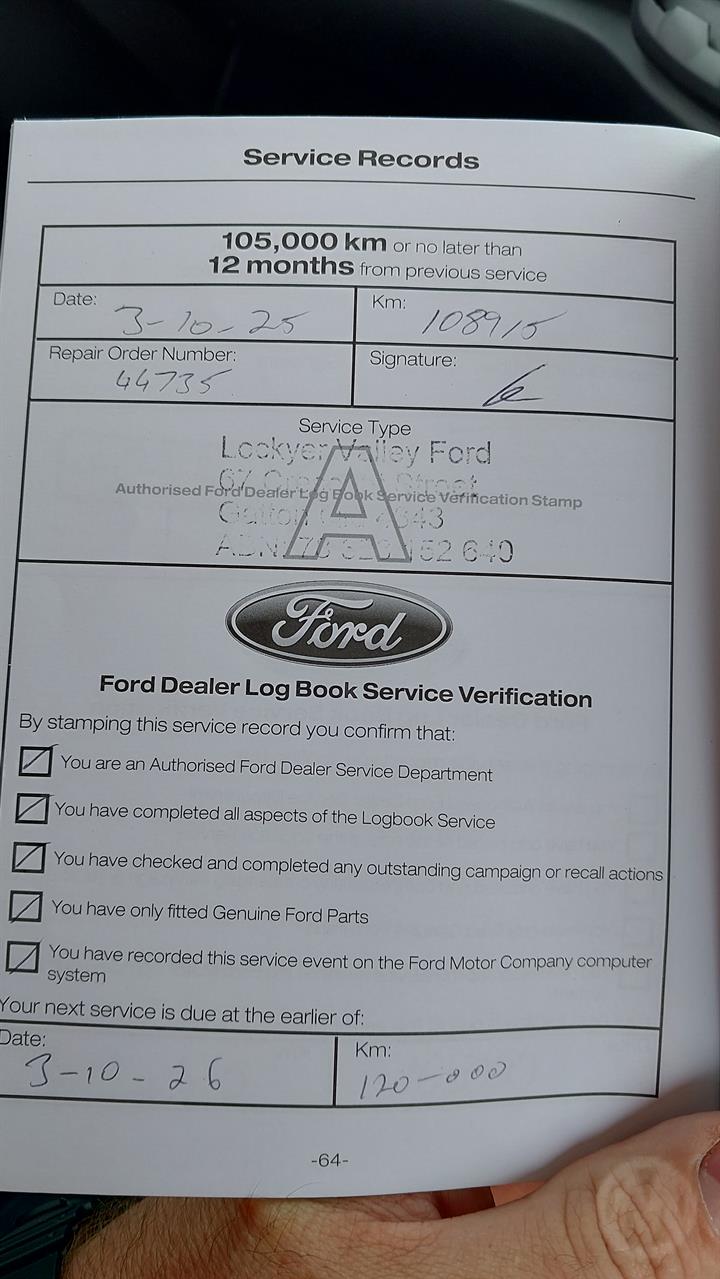 Service Records
105,000 km or no later than
12 months from previous service
Date: 3-10-25
Km: 108915
Repair Order Number: 44735
Signature:
Service Type
A
Lockyer Valley Ford
Street
Authorised Ford Dealer Log Book Service Verification Stamp
Gatton 4343
ABN 152 640
Ford
Ford Dealer Log Book Service Verification
By stamping this service record you confirm that:
You are an Authorised Ford Dealer Service Department
You have completed all aspects of the Logbook Service
You have checked and completed any outstanding campaign or recall actions
You have only fitted Genuine Ford Parts
You have recorded this service event on the Ford Motor Company computer
system
Your next service is due at the earlier of:
Date: 3-10-26
Km: 120-000
-64-